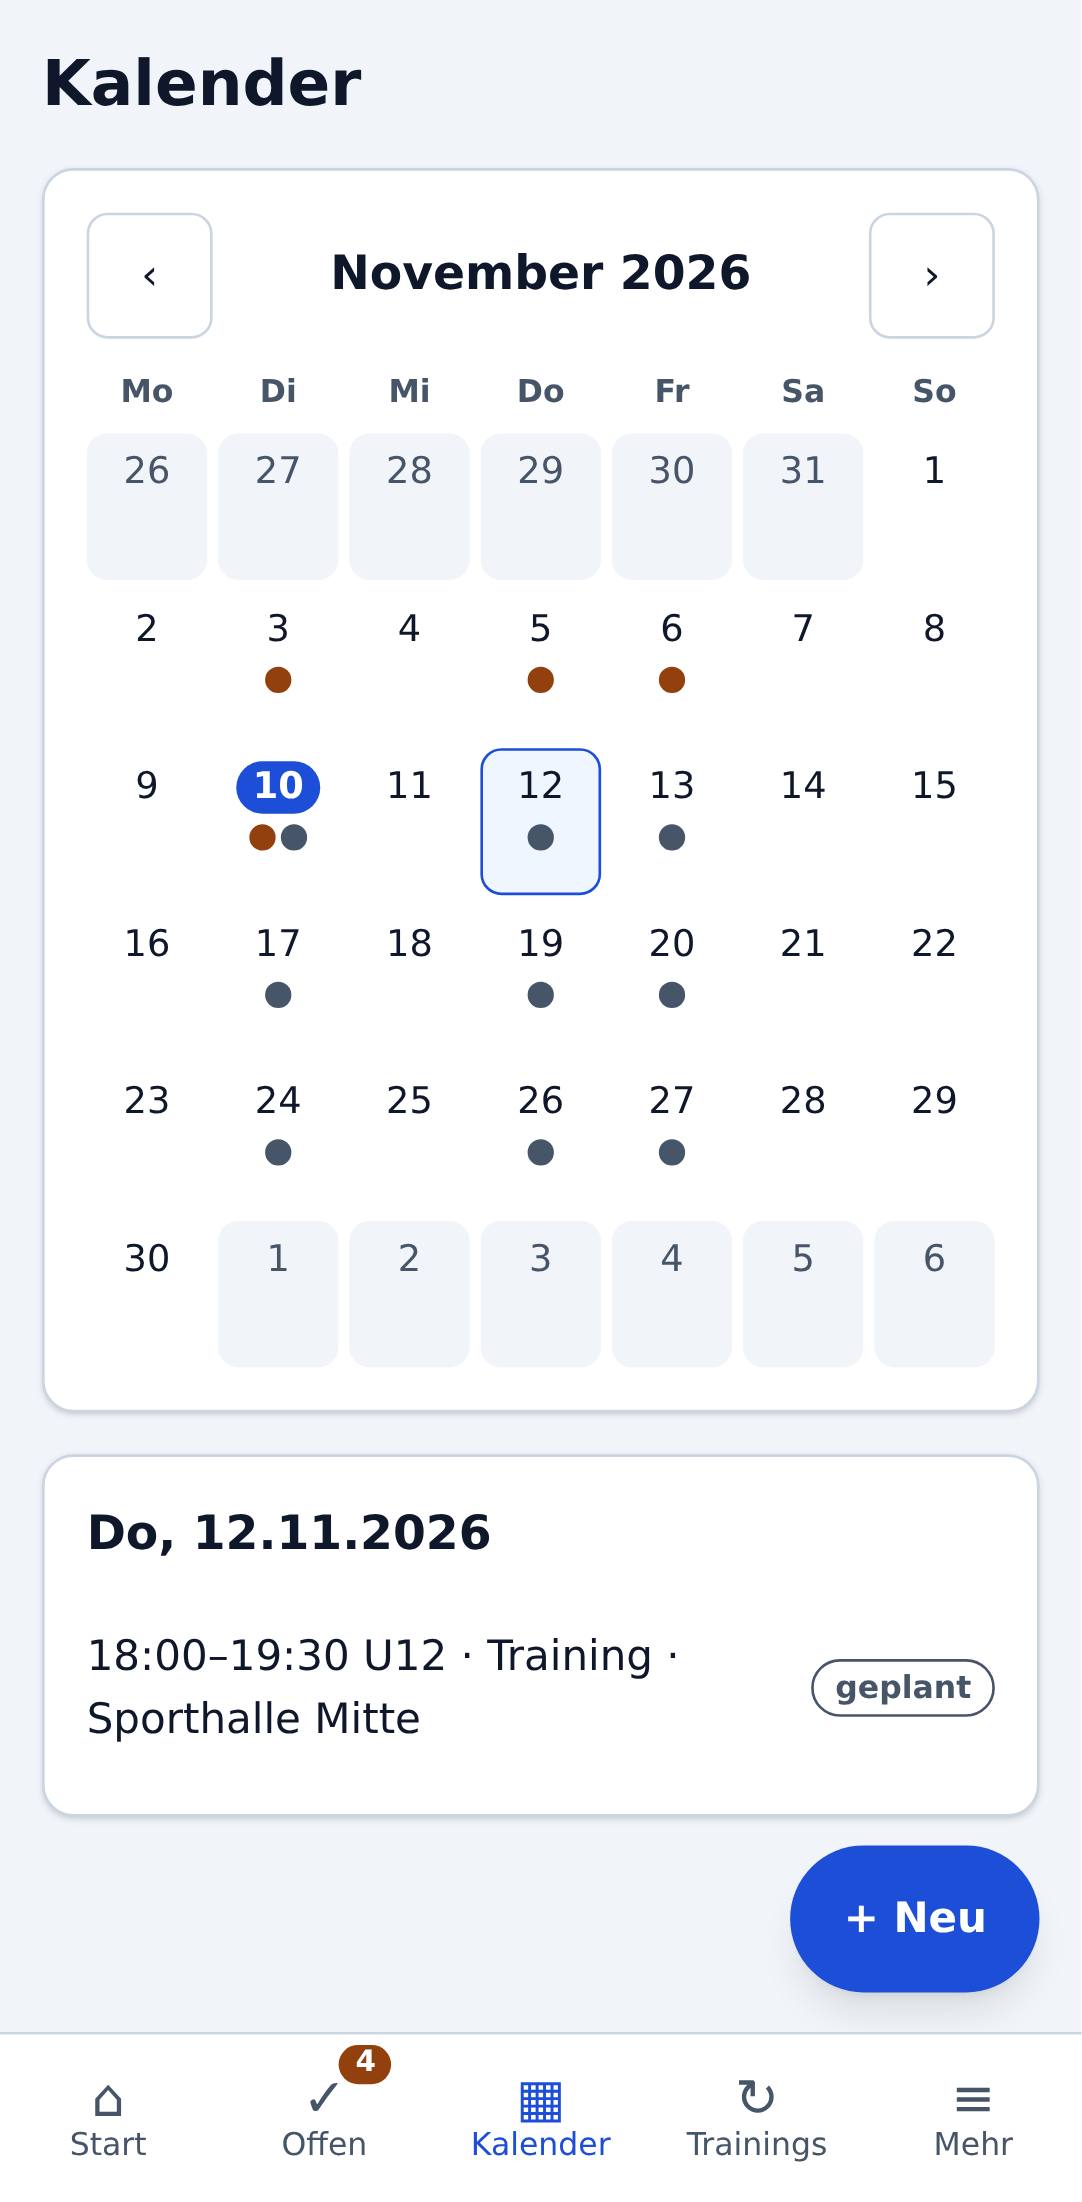 Kalender
‹ November 2026 ›
Mo Di Mi Do Fr Sa So
26 27 28 29 30 31 1
2 3 4 5 6 7 8
9 10 11 12 13 14 15
16 17 18 19 20 21 22
23 24 25 26 27 28 29
30 1 2 3 4 5 6
Do, 12.11.2026
18:00–19:30 U12 · Training ·
Sporthalle Mitte
geplant
+ Neu
4
Start Offen Kalender Trainings Mehr